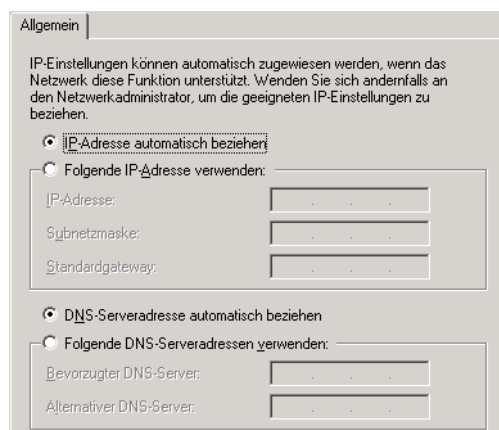 Allgemein
IP-Einstellungen können automatisch zugewiesen werden, wenn das
Netzwerk diese Funktion unterstützt. Wenden Sie sich andernfalls an
den Netzwerkadministrator, um die geeigneten IP-Einstellungen zu
beziehen.
IP-Adresse automatisch beziehen
Folgende IP-Adresse verwenden:
IP-Adresse:
Subnetzmaske:
Standardgateway:
DNS-Serveradresse automatisch beziehen
Folgende DNS-Serveradressen verwenden:
Bevorzugter DNS-Server:
Alternativer DNS-Server: